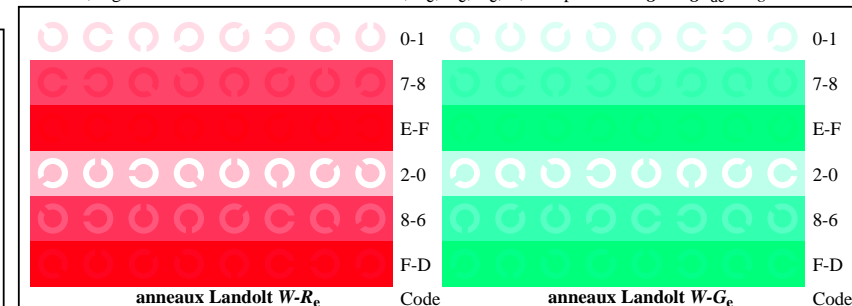 0-1 0-1
7-8 7-8
E-F E-F
2-0 2-0
8-6 8-6
F-D F-D
anneaux Landolt W-Re Code anneaux Landolt W-Ge Code